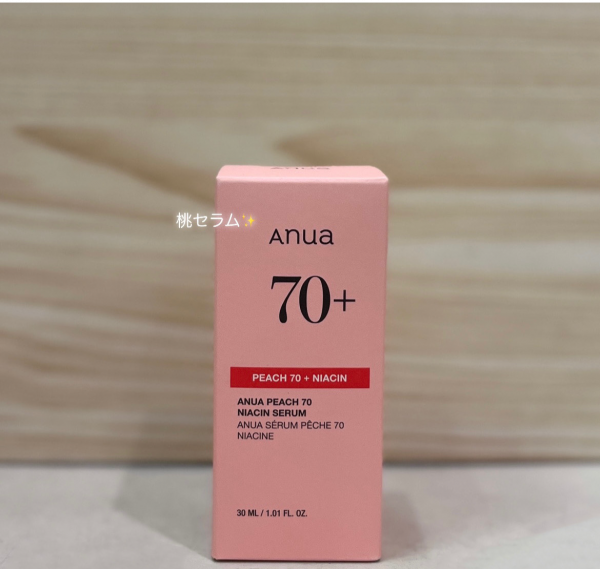 Anua
桃セラム✨
Anua
70+
PEACH 70 + NIACIN
ANUA PEACH 70
NIACIN SERUM
ANUA SÉRUM PÊCHE 70
NIACINE
30 ML / 1.01 FL. OZ.